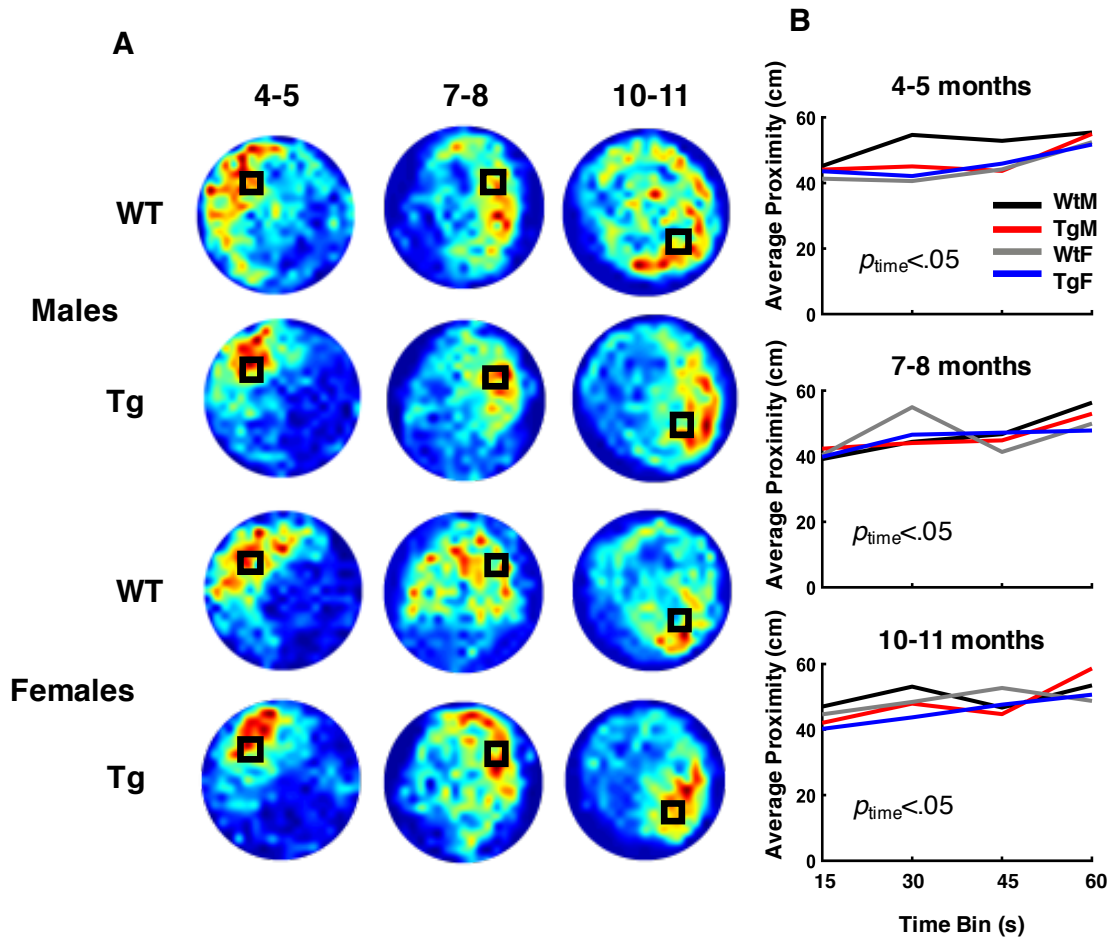 A
4-5
7-8
10-11
WT
Males
Tg
WT
Females
Tg
B
4-5 months
Average Proximity (cm)
60
40
20
0
WtM
TgM
WtF
TgF
ptime<.05
7-8 months
Average Proximity (cm)
60
40
20
0
ptime<.05
10-11 months
Average Proximity (cm)
60
40
20
0
ptime<.05
15 30 45 60
Time Bin (s)